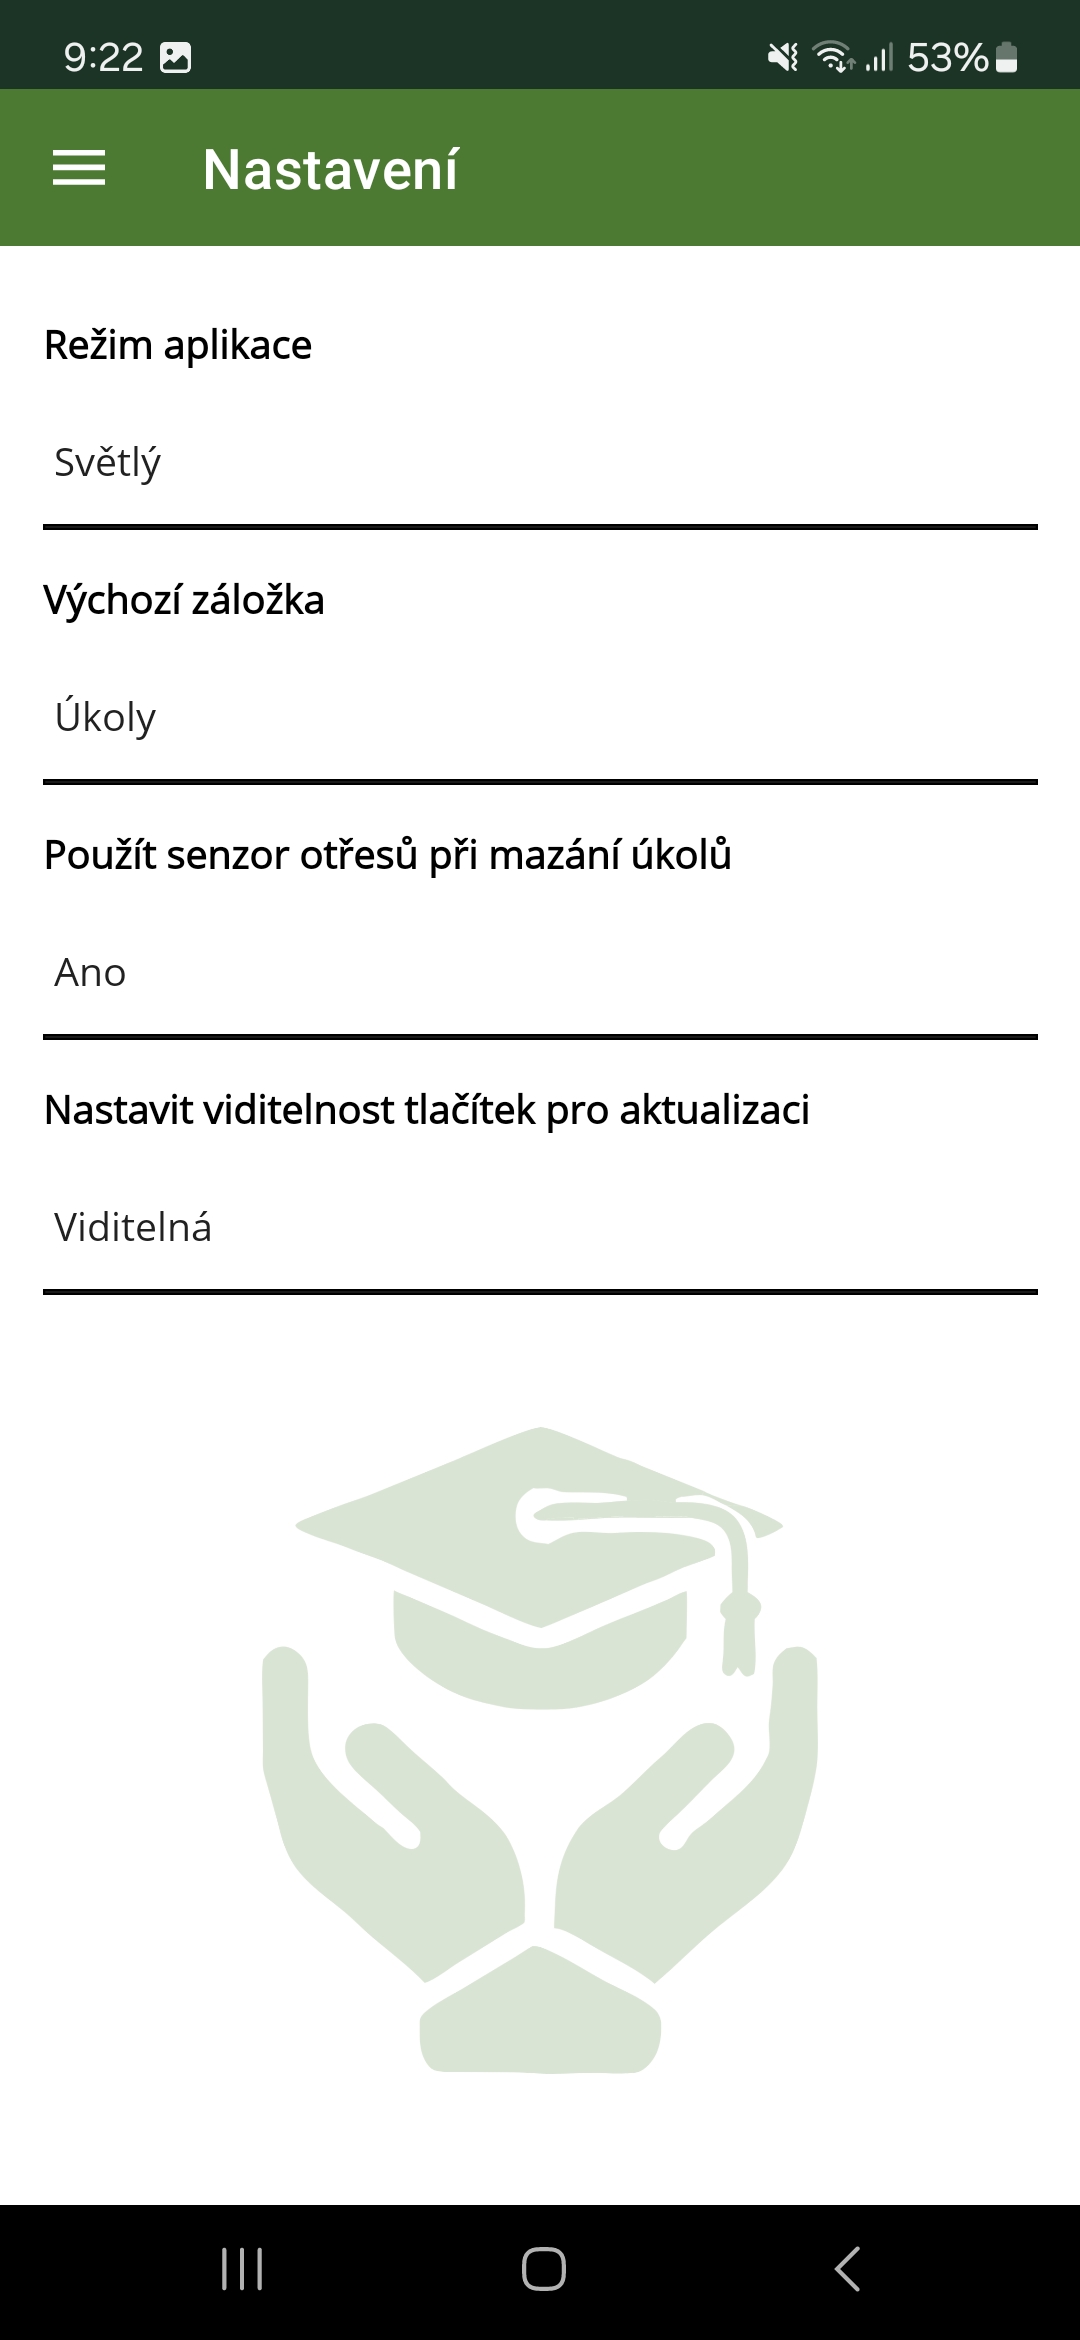 9:22 53%
Nastavení
Režim aplikace
Světlý
Výchozí záložka
Úkoly
Použít senzor otřesů při mazání úkolů
Ano
Nastavit viditelnost tlačítek pro aktualizaci
Viditelná